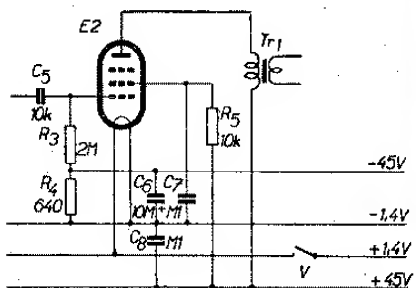 E2
Tr1
C5
10k
R3
2M
R4
640
C6
10M
+
C7
M1
C8
M1
R5
10k
-45V
-1,4V
V
+1,4V
+45V